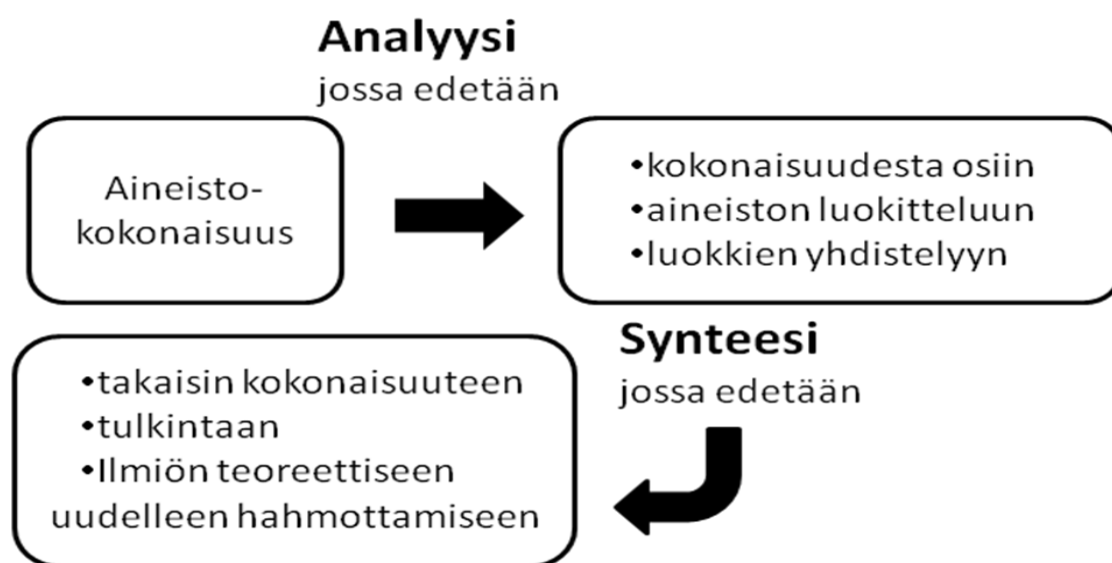 Analyysi
jossa edetään
Aineisto-
kokonaisuus
•kokonaisuudesta osiin
•aineiston luokitteluun
•luokkien yhdistelyyn
Synteesi
jossa edetään
•takaisin kokonaisuuteen
•tulkintaan
•Ilmiön teoreettiseen
uudelleen hahmottamiseen